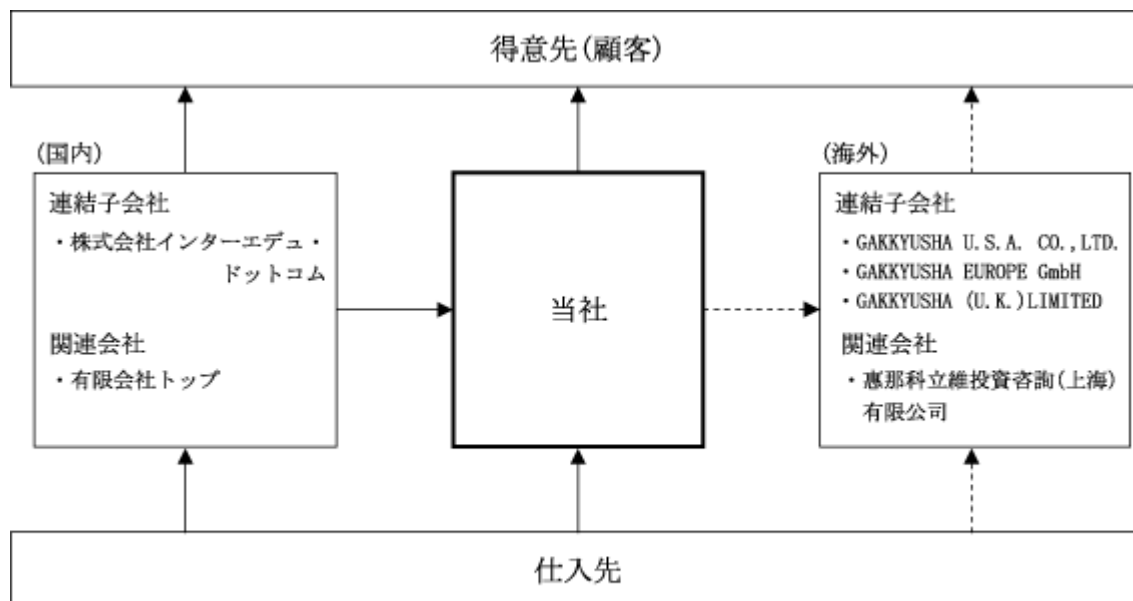 得意先(顧客)
(国内)
連結子会社
・株式会社インターエデュ・
ドットコム
関連会社
・有限会社トップ
当社
(海外)
連結子会社
・GAKKYUSHA U.S.A. CO.,LTD.
・GAKKYUSHA EUROPE GmbH
・GAKKYUSHA (U.K.)LIMITED
関連会社
・惠那科立維投資咨詢(上海)
有限公司
仕入先